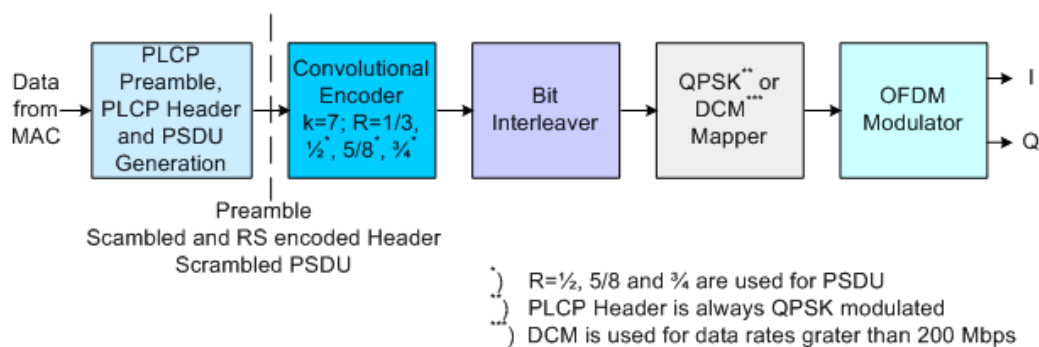 Data
from
MAC
PLCP
Preamble,
PLCP Header
and PSDU
Generation
Convolutional
Encoder
k=7; R=1/3,
½*, 5/8*, ¾*
Bit
Interleaver
QPSK** or
DCM***
Mapper
OFDM
Modulator
I
Q
Preamble
Scambled and RS encoded Header
Scrambled PSDU
*) R=½, 5/8 and ¾ are used for PSDU
**) PLCP Header is always QPSK modulated
***) DCM is used for data rates grater than 200 Mbps